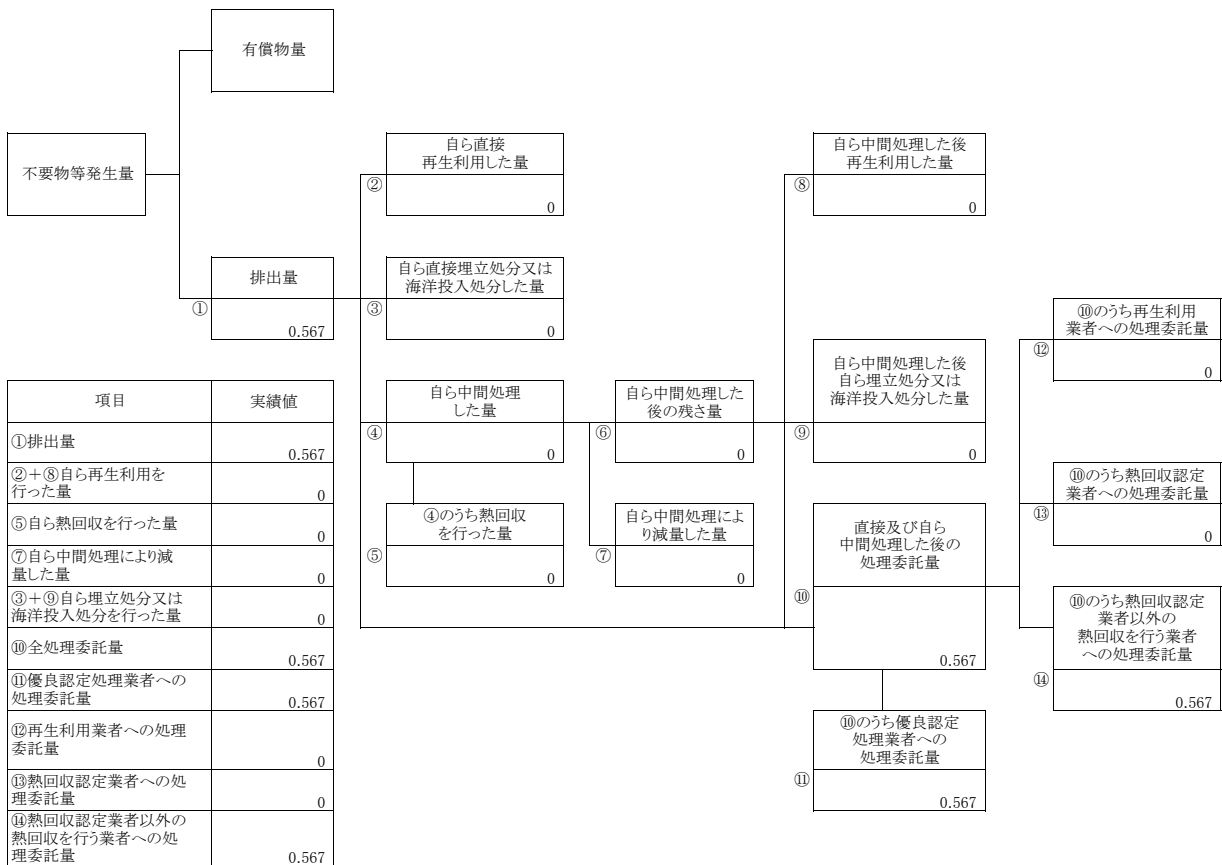 有償物量
不要物等発生量
自ら直接
再生利用した量
②
0
自ら中間処理した後
再生利用した量
⑧
0
排出量
①
0.567
自ら直接埋立処分又は
海洋投入処分した量
③
0
⑩のうち再生利用
業者への処理委託量
⑫
0
自ら中間処理
した量
④
0
自ら中間処理した
後の残さ量
⑥
0
自ら中間処理した後
自ら埋立処分又は
海洋投入処分した量
⑨
0
⑩のうち熱回収認定
業者への処理委託量
⑬
0
④のうち熱回収
を行った量
⑤
0
自ら中間処理によ
り減量した量
⑦
0
直接及び自ら
中間処理した後の
処理委託量
⑩
0.567
⑩のうち熱回収認定
業者以外の
熱回収を行う業者
への処理委託量
⑭
0.567
⑩のうち優良認定
処理業者への
処理委託量
⑪
0.567
項目 実績値
①排出量 0.567
②＋⑧自ら再生利用を
行った量 0
⑤自ら熱回収を行った量 0
⑦自ら中間処理により減
量した量 0
③＋⑨自ら埋立処分又は
海洋投入処分を行った量 0
⑩全処理委託量 0.567
⑪優良認定処理業者への
処理委託量 0.567
⑫再生利用業者への処理
委託量 0
⑬熱回収認定業者への処
理委託量 0
⑭熱回収認定業者以外の
熱回収を行う業者への処
理委託量 0.567